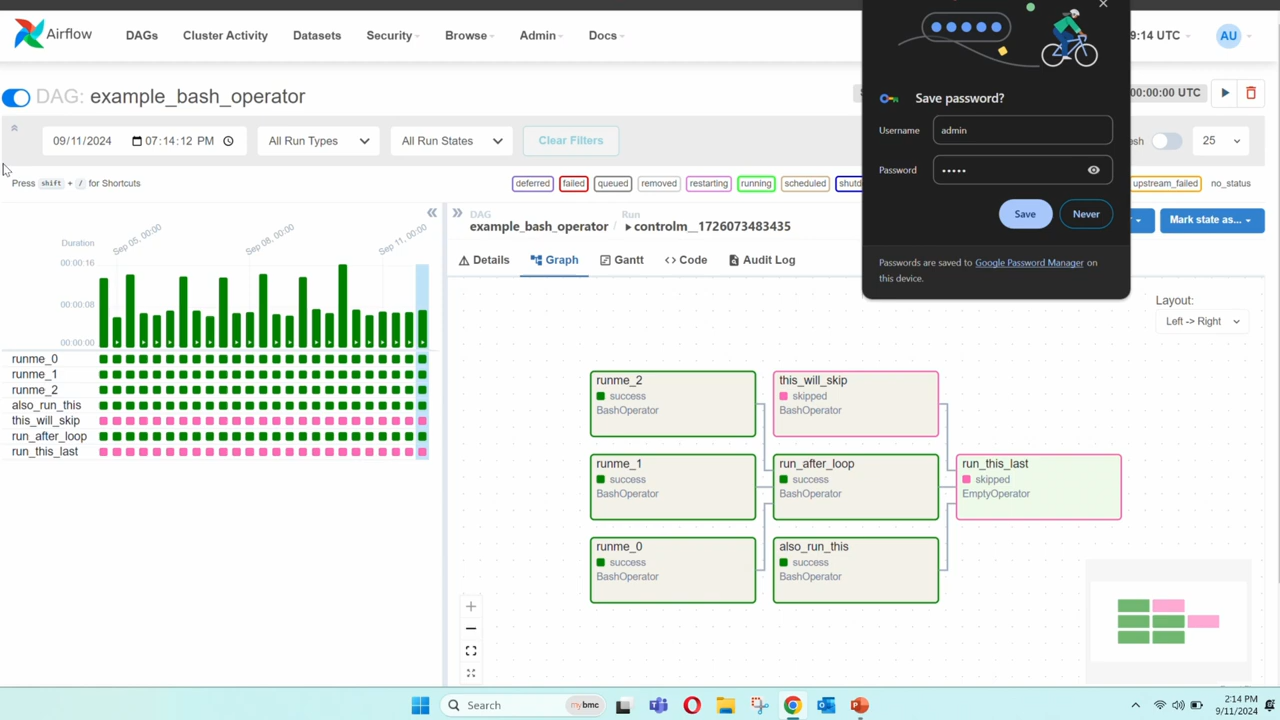 Airflow
DAGs
Cluster Activity
Datasets
Security
Browse
Admin
Docs
9:14 UTC
AU
DAG: example_bash_operator
00:00:00 UTC
09/11/2024 07:14:12 PM
All Run Types
All Run States
Clear Filters
25
Press shift + / for Shortcuts
deferred
failed
queued
removed
restarting
running
scheduled
upstream_failed
no_status
Save password?
Username
admin
Password
•••••
Save
Never
Passwords are saved to Google Password Manager on
this device.
Duration
Sep 05, 00:00
Sep 08, 00:00
Sep 11, 00:00
00:00:16
00:00:08
00:00:00
runme_0
runme_1
runme_2
also_run_this
this_will_skip
run_after_loop
run_this_last
DAG
example_bash_operator
/
Run
controlm__1726073483435
Mark state as...
Details
Graph
Gantt
Code
Audit Log
Layout:
Left -> Right
runme_2
success
BashOperator
this_will_skip
skipped
BashOperator
runme_1
success
BashOperator
run_after_loop
success
BashOperator
run_this_last
skipped
EmptyOperator
runme_0
success
BashOperator
also_run_this
success
BashOperator
Search
mybmc
2:14 PM
9/11/2024